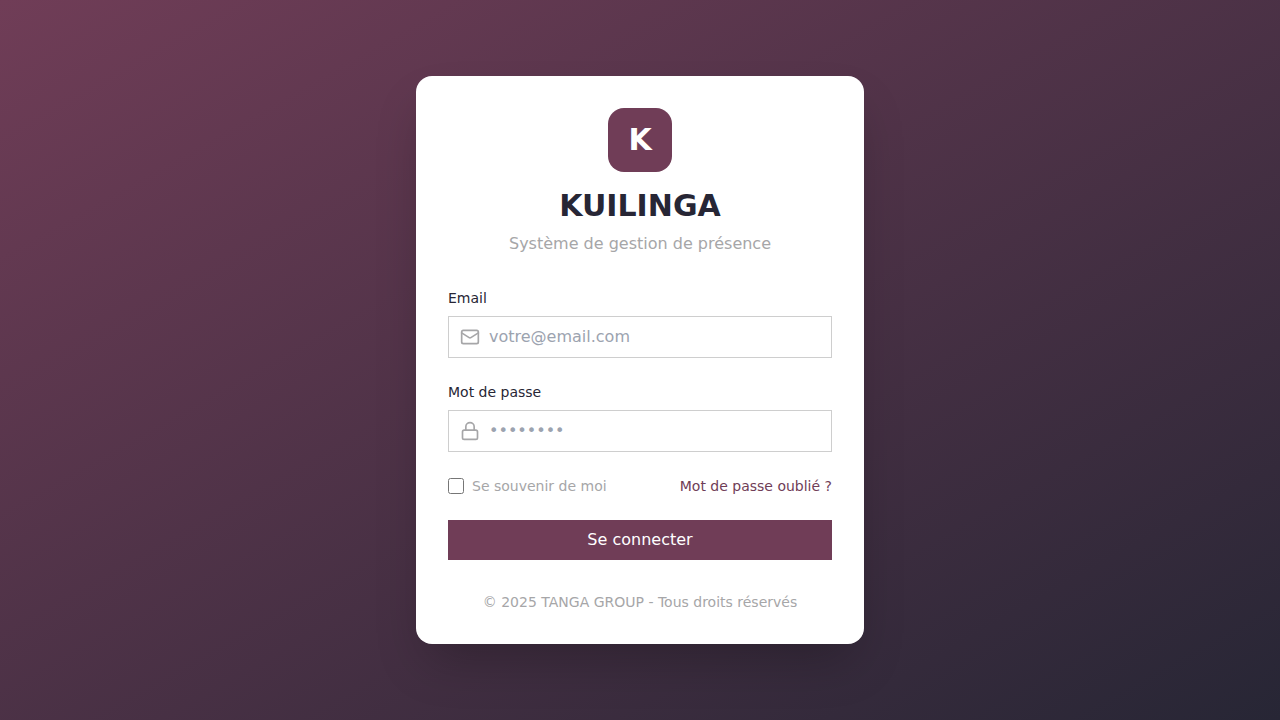 K
KUILINGA
Système de gestion de présence
Email
votre@email.com
Mot de passe
••••••••
Se souvenir de moi
Mot de passe oublié ?
Se connecter
© 2025 TANGA GROUP - Tous droits réservés